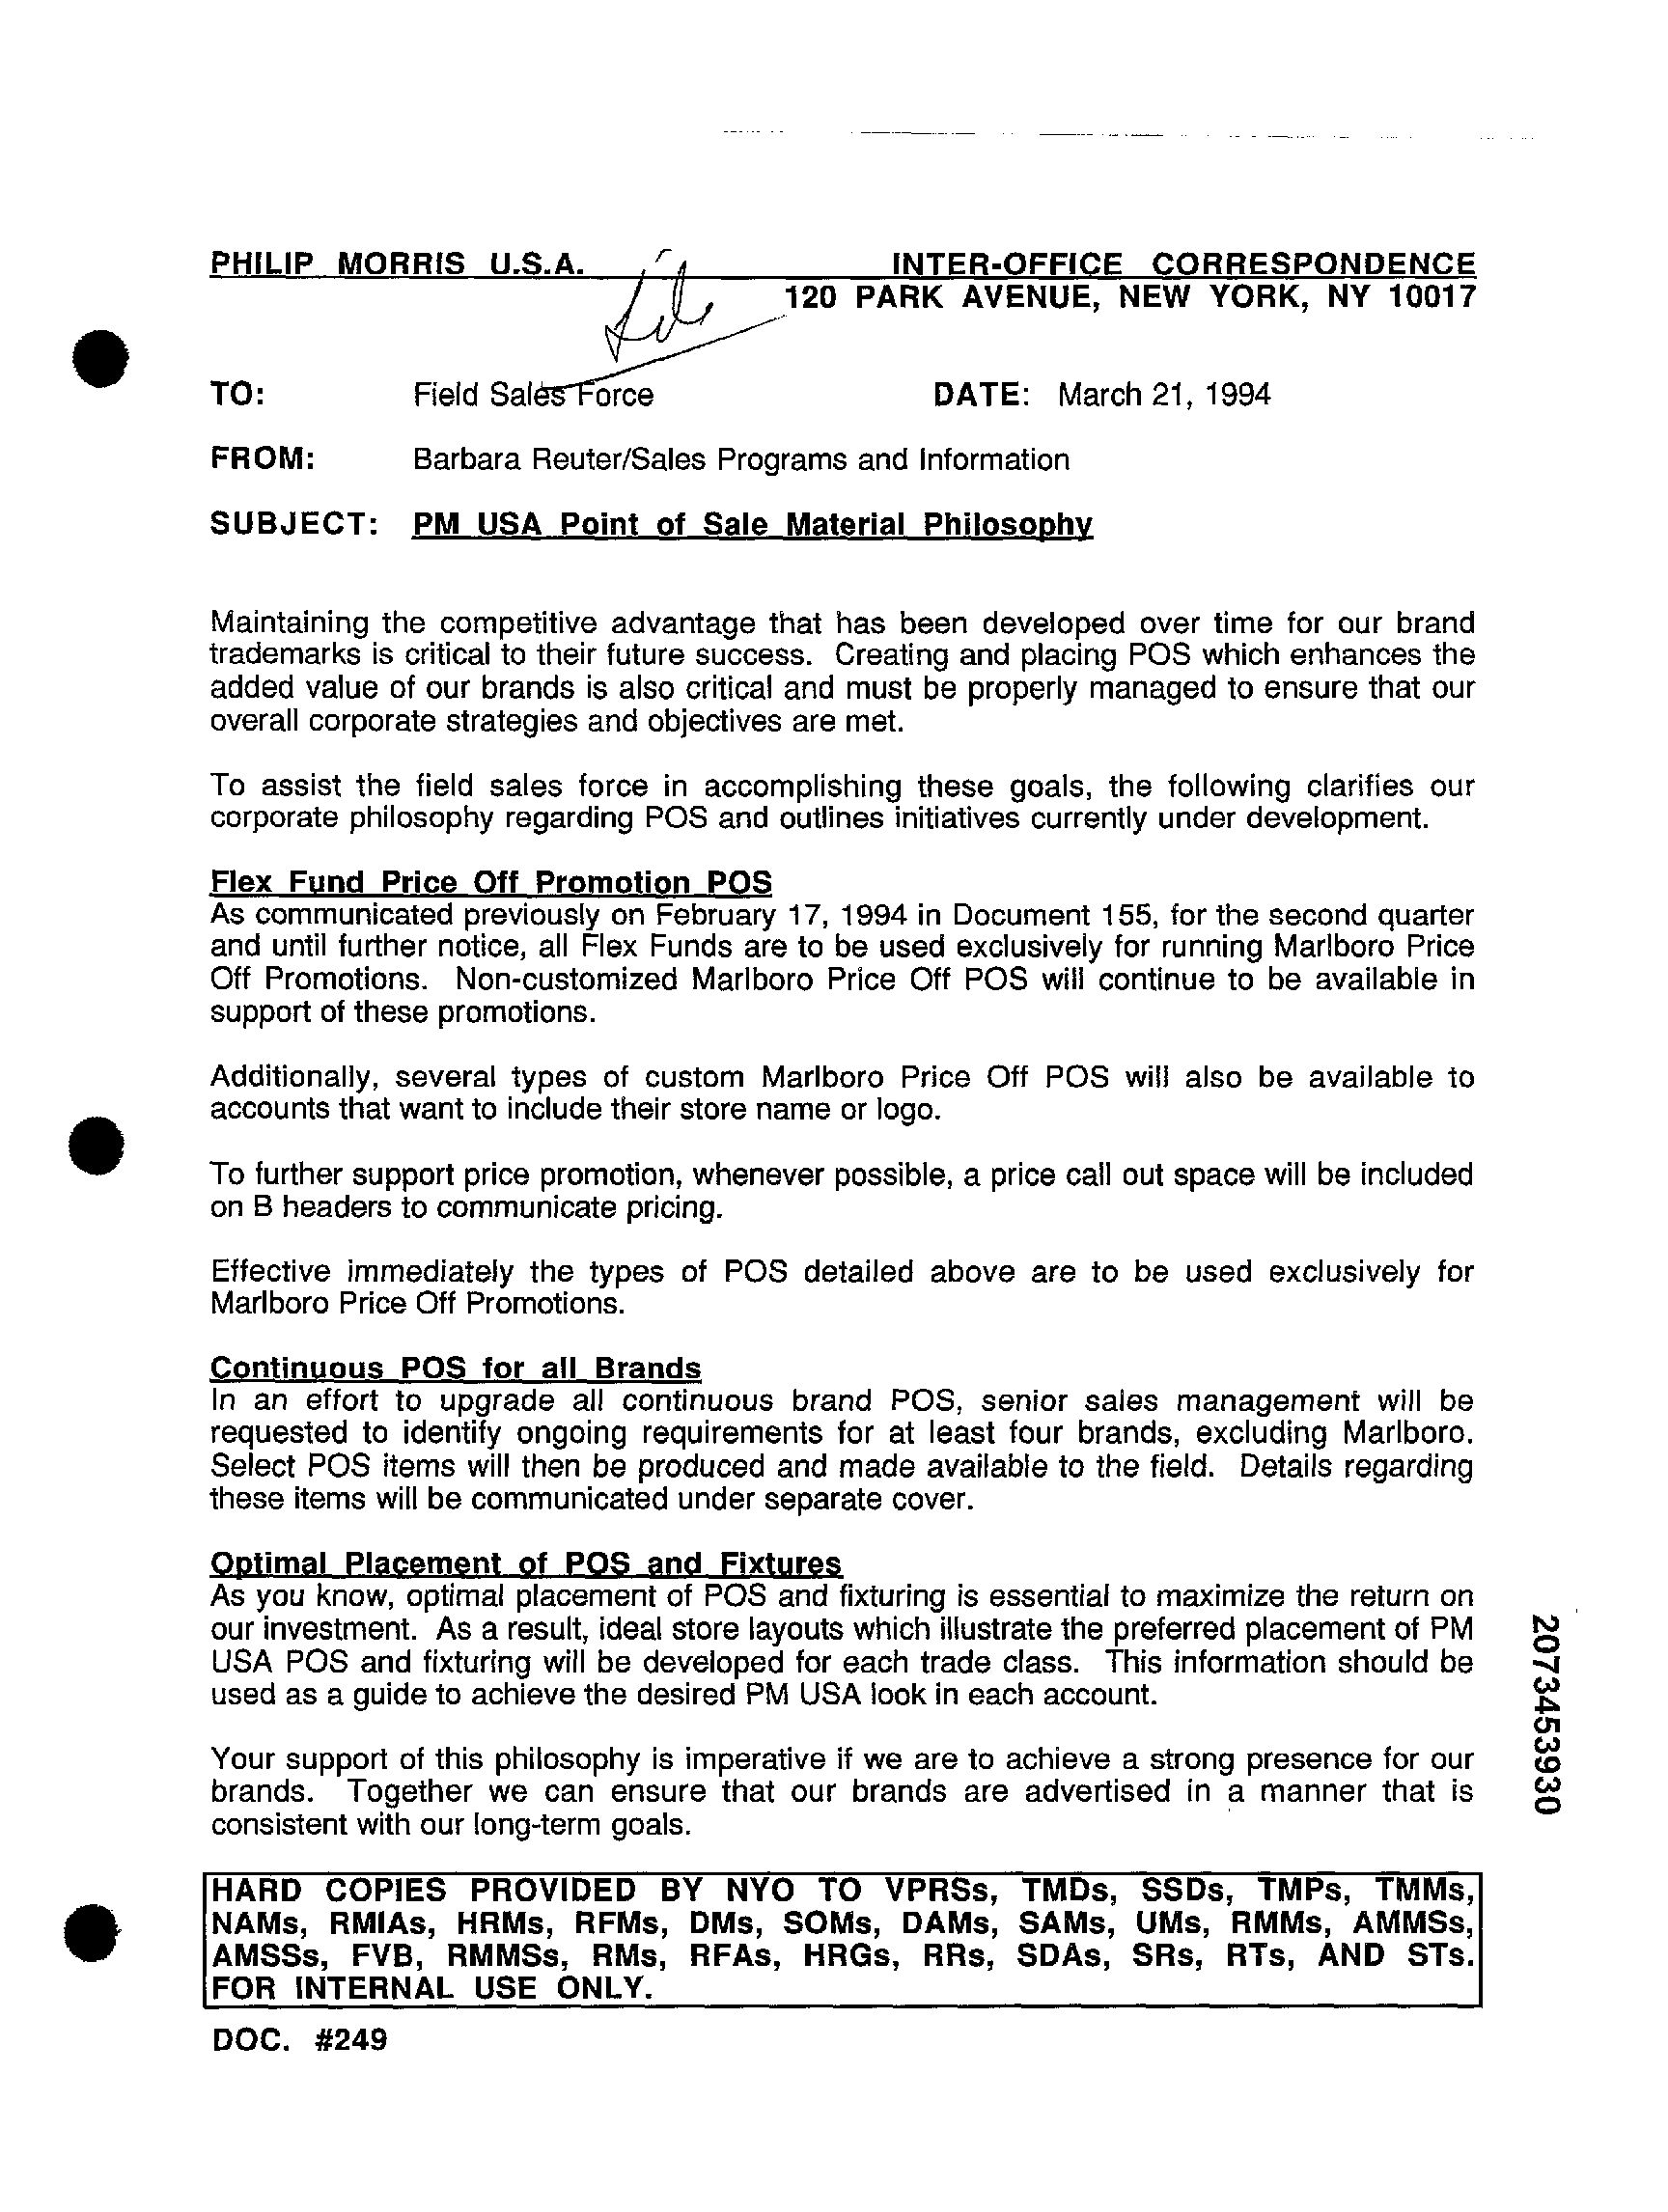 PHILIP MORRIS U.S.A. INTER-OFFICE CORRESPONDENCE
120 PARK AVENUE, NEW YORK, NY 10017
TO: Field Sales Force DATE: March 21, 1994
FROM: Barbara Reuter/Sales Programs and Information
SUBJECT: PM USA Point of Sale Material Philosophy
Maintaining the competitive advantage that has been developed over time for our brand
trademarks is critical to their future success. Creating and placing POS which enhances the
added value of our brands is also critical and must be properly managed to ensure that our
overall corporate strategies and objectives are met.
To assist the field sales force in accomplishing these goals, the following clarifies our
corporate philosophy regarding POS and outlines initiatives currently under development.
Flex Fund Price Off Promotion POS
As communicated previously on February 17, 1994 in Document 155, for the second quarter
and until further notice, all Flex Funds are to be used exclusively for running Marlboro Price
Off Promotions. Non-customized Marlboro Price Off POS will continue to be available in
support of these promotions.
Additionally, several types of custom Marlboro Price Off POS will also be available to
accounts that want to include their store name or logo.
To further support price promotion, whenever possible, a price call out space will be included
on B headers to communicate pricing.
Effective immediately the types of POS detailed above are to be used exclusively for
Marlboro Price Off Promotions.
Continuous POS for all Brands
In an effort to upgrade all continuous brand POS, senior sales management will be
requested to identify ongoing requirements for at least four brands, excluding Marlboro.
Select POS items will then be produced and made available to the field. Details regarding
these items will be communicated under separate cover.
Optimal Placement of POS and Fixtures
As you know, optimal placement of POS and fixturing is essential to maximize the return on
our investment. As a result, ideal store layouts which illustrate the preferred placement of PM
USA POS and fixturing will be developed for each trade class. This information should be
used as a guide to achieve the desired PM USA look in each account.
Your support of this philosophy is imperative if we are to achieve a strong presence for our
brands. Together we can ensure that our brands are advertised in a manner that is
consistent with our long-term goals.
HARD COPIES PROVIDED BY NYO TO VPRSs, TMDs, SSDs, TMPs, TMMs,
NAMs, RMIAs, HRMs, RFMs, DMs, SOMs, DAMs, SAMs, UMs, RMMs, AMMSs,
AMSSs, FVB, RMMSs, RMs, RFAs, HRGs, RRs, SDAs, SRs, RTs, AND STs.
FOR INTERNAL USE ONLY.
DOC. #249
2073453930